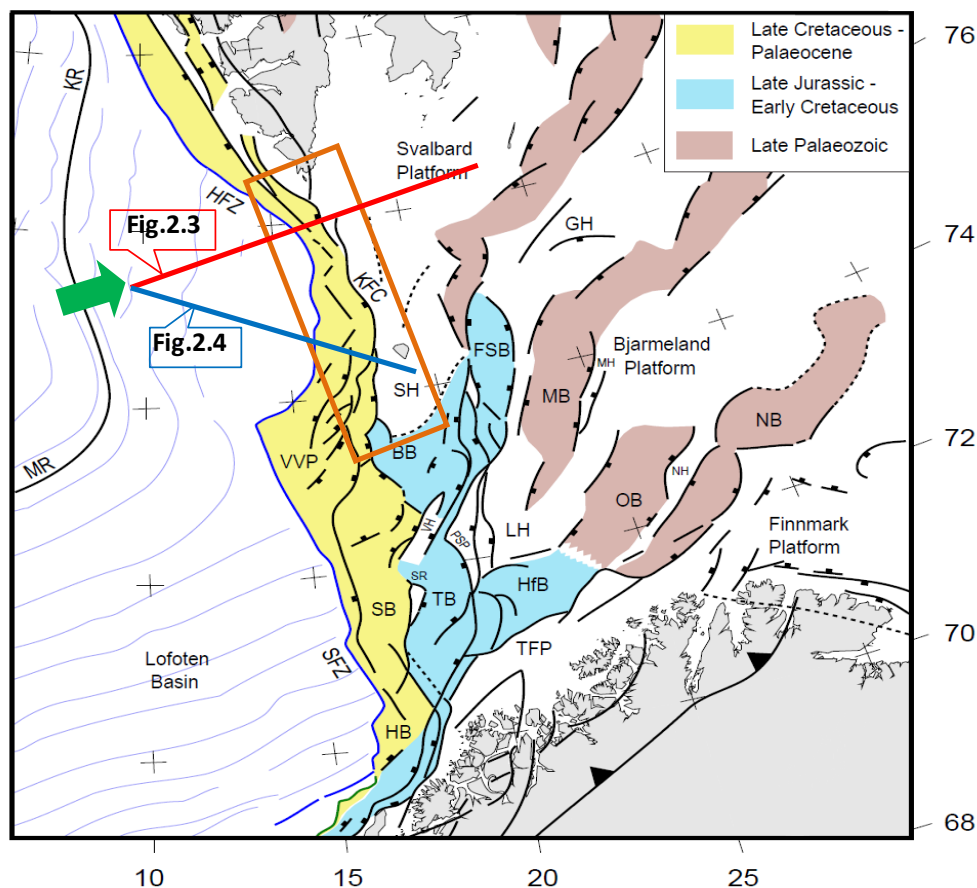 76
Late Cretaceous -
Palaeocene
Late Jurassic -
Early Cretaceous
Late Palaeozoic
KR
Svalbard
Platform
HFZ
Fig.2.3
GH
74
KFC
Fig.2.4
FSB
Bjarmeland
Platform
MH
SH
MB
NB
72
MR
VVP
BB
NH
OB
VH
PSP
LH
Finnmark
Platform
SR
HfB
SB
TB
70
TFP
SFZ
Lofoten
Basin
HB
68
10
15
20
25